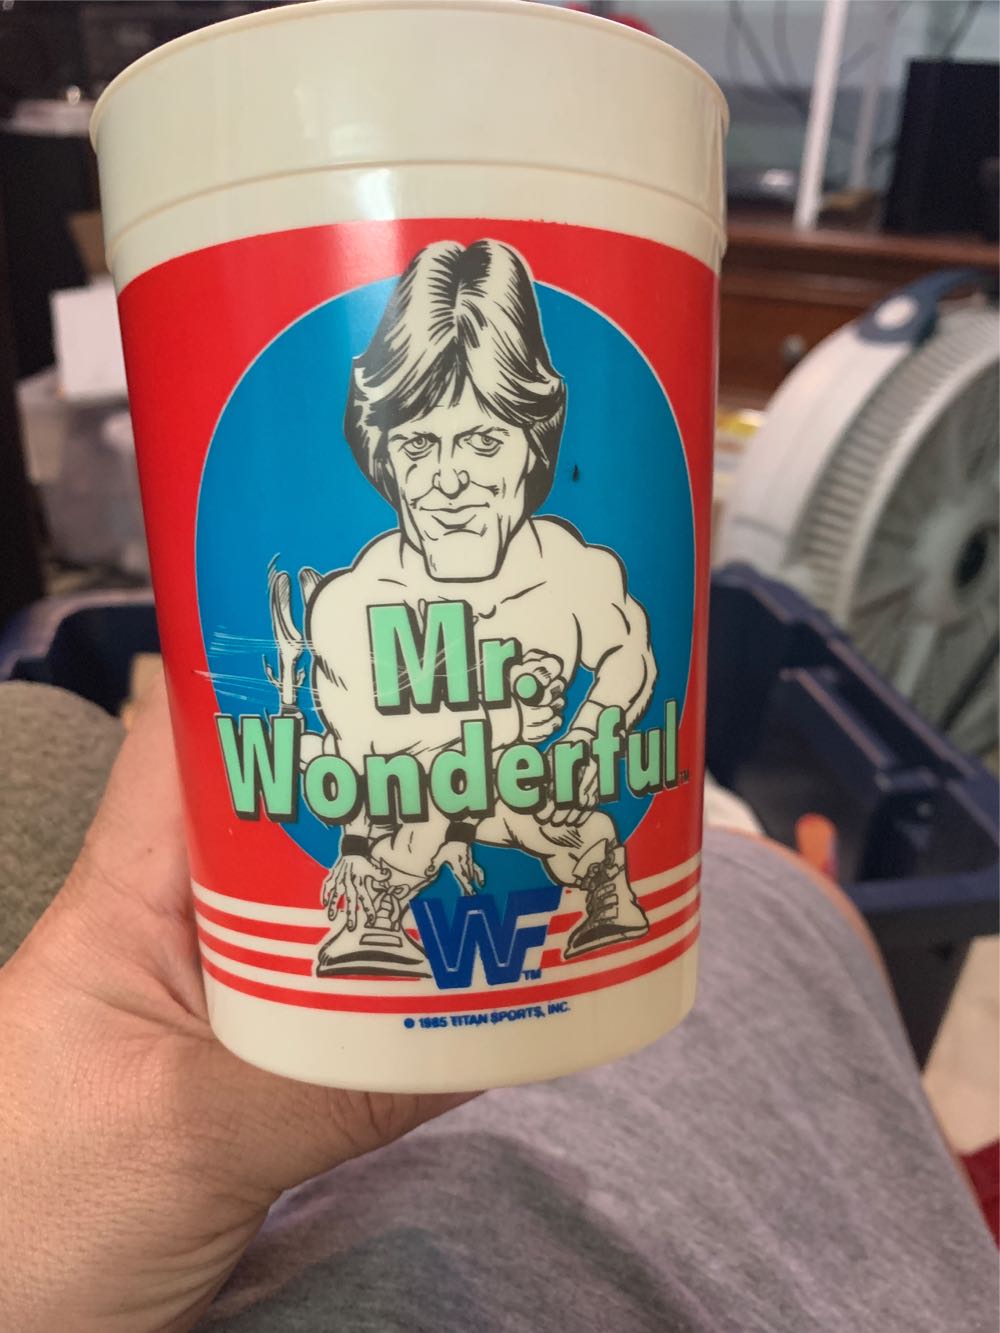 Mr.
Wonderful™
WF™
© 1985 TITAN SPORTS, INC.